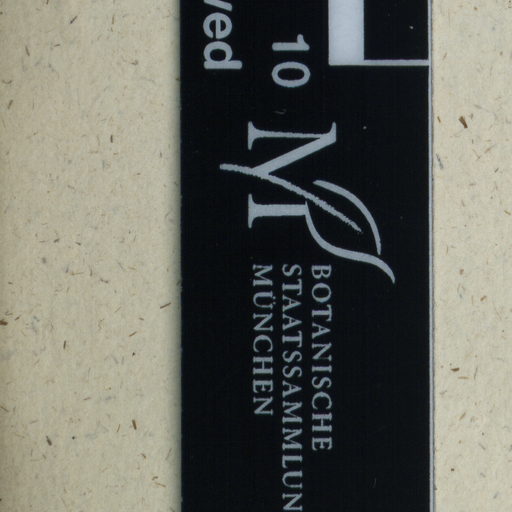 10
ved
M
BOTANISCHE
STAATSSAMMLUN
MÜNCHEN